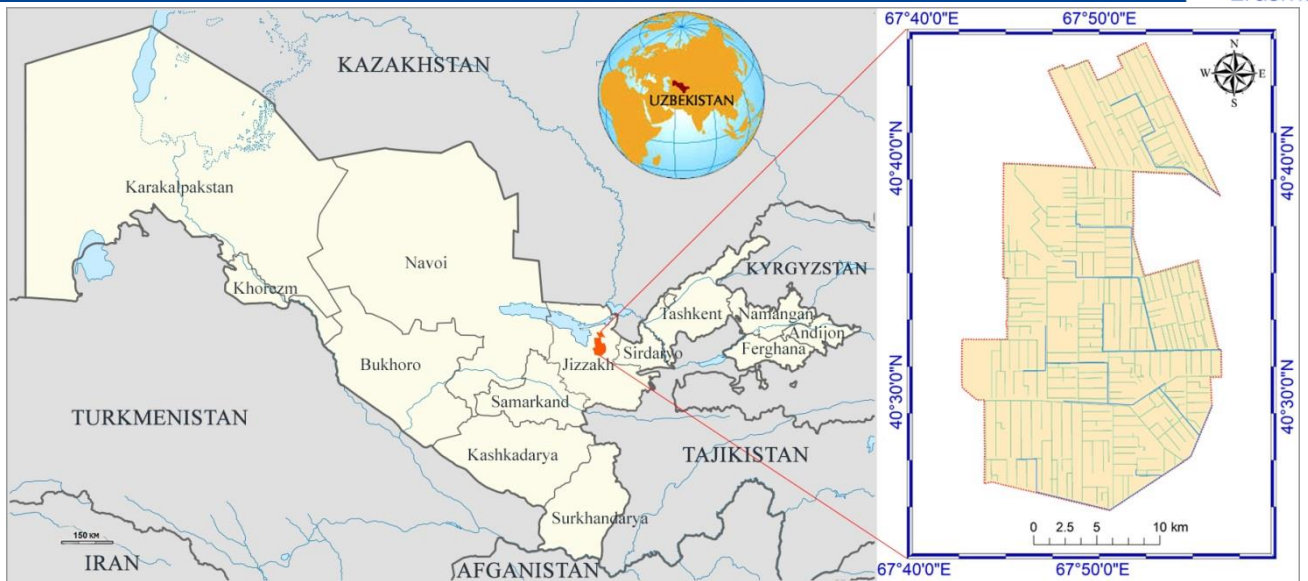 KAZAKHSTAN
UZBEKISTAN
Karakalpakstan
Navoi
Khorezm
KYRGYZSTAN
Tashkent
Namangan
Andijon
Ferghana
Sirdaryo
Jizzakh
Bukhoro
Samarkand
TURKMENISTAN
Kashkadarya
TAJIKISTAN
Surkhandarya
150 KM
IRAN
AFGANISTAN
67°40'0"E
67°50'0"E
N
W
E
S
40°40'0"N
40°40'0"N
40°30'0"N
40°30'0"N
0 2.5 5 10 km
67°40'0"E
67°50'0"E